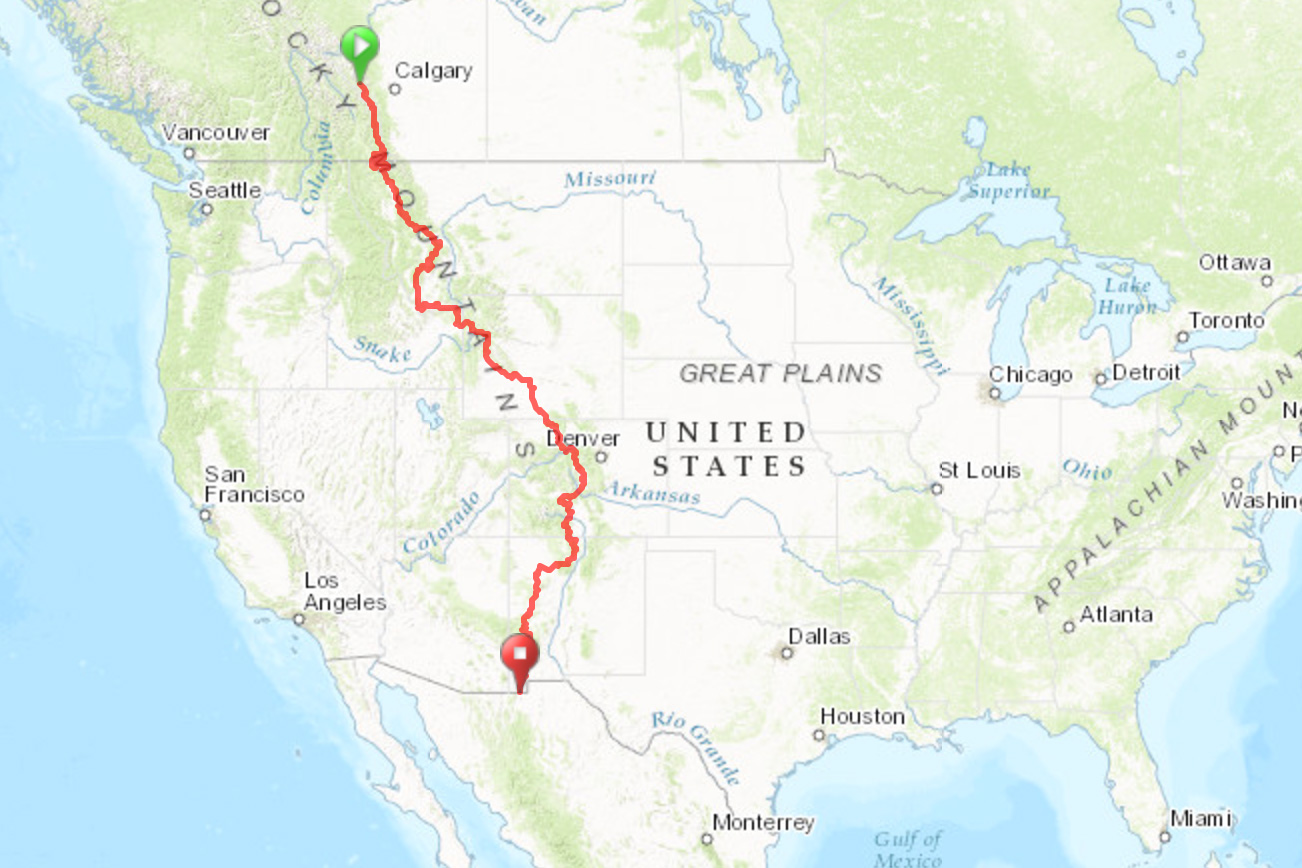 ROCKY MOUNTAINS
van
Calgary
Vancouver
Columbia
Seattle
Missouri
Lake
Superior
Ottawa
Lake
Huron
Toronto
Mississippi
Snake
GREAT PLAINS
Chicago
Detroit
Denver
UNITED
STATES
San
Francisco
Colorado
Arkansas
St Louis
Ohio
Washing
APPALACHIAN MOUNT
N
P
Los
Angeles
Atlanta
Dallas
Rio Grande
Houston
Monterrey
Miami
Gulf of
Mexico